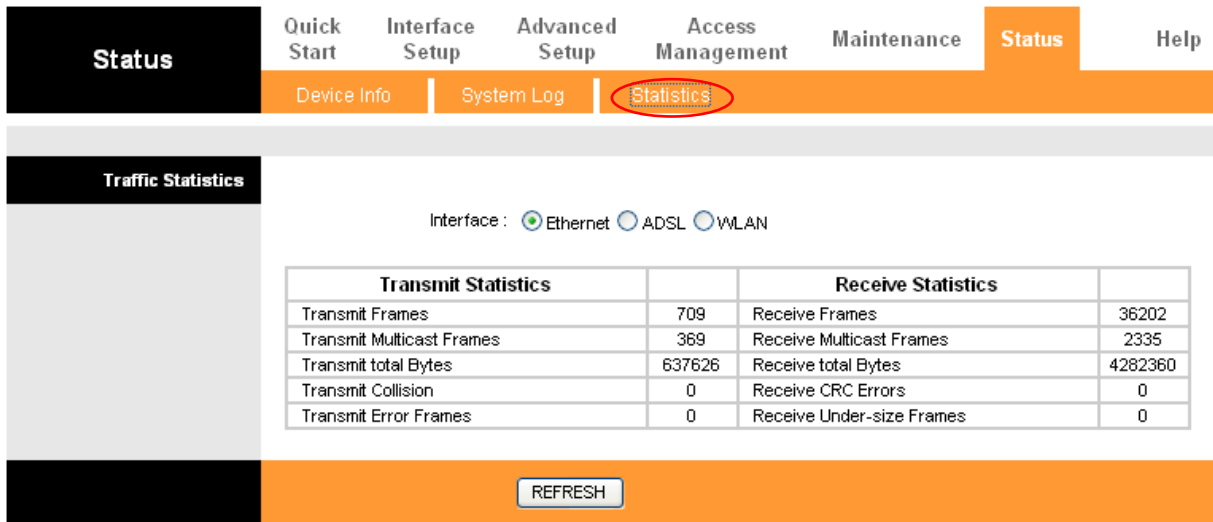 Status
Quick Start
Interface Setup
Advanced Setup
Access Management
Maintenance
Status
Help
Device Info
System Log
Statistics
Traffic Statistics
Interface : Ethernet ADSL WLAN
Transmit Statistics Receive Statistics
Transmit Frames 709 Receive Frames 36202
Transmit Multicast Frames 369 Receive Multicast Frames 2335
Transmit total Bytes 637626 Receive total Bytes 4282360
Transmit Collision 0 Receive CRC Errors 0
Transmit Error Frames 0 Receive Under-size Frames 0
REFRESH